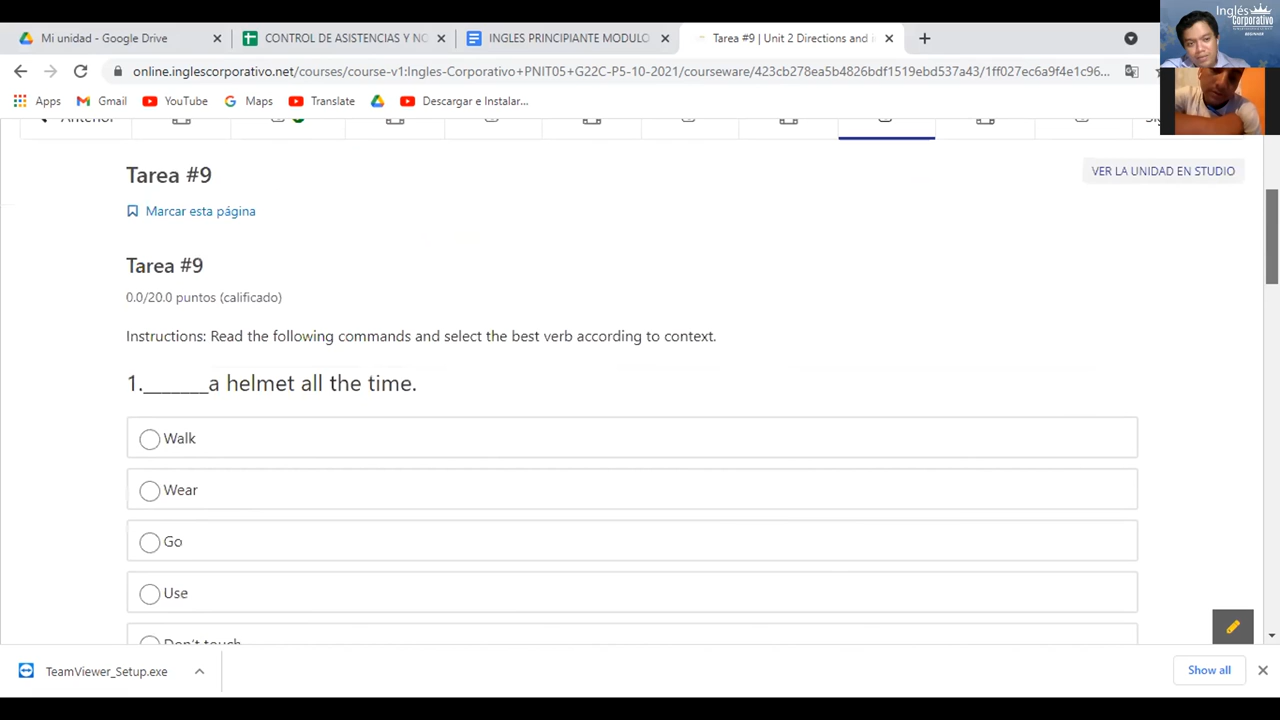 Mi unidad - Google Drive
CONTROL DE ASISTENCIAS Y NO
INGLES PRINCIPIANTE MODULO
Tarea #9 | Unit 2 Directions and i
Inglés
Corporativo
BEGINNER
online.inglescorporativo.net/courses/course-v1:Ingles-Corporativo+PNIT05+G22C-P5-10-2021/courseware/423cb278ea5b4826bdf1519ebd537a43/1ff027ec6a9f4e1c96...
Apps
Gmail
YouTube
Maps
Translate
Descargar e Instalar...
Anterior
Tarea #9
VER LA UNIDAD EN STUDIO
Marcar esta página
Tarea #9
0.0/20.0 puntos (calificado)
Instructions: Read the following commands and select the best verb according to context.
1._______a helmet all the time.
Walk
Wear
Go
Use
Don't touch
TeamViewer_Setup.exe
Show all